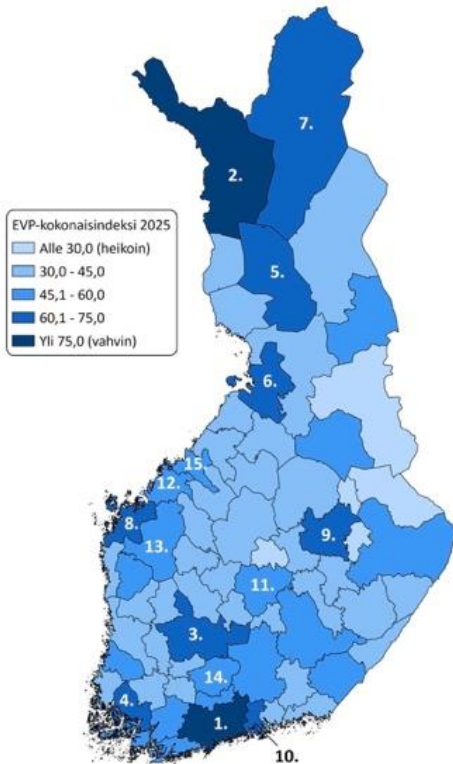 7.
2.
EVP-kokonaisindeksi 2025
Alle 30,0 (heikoin)
30,0 - 45,0
45,1 - 60,0
60,1 - 75,0
Yli 75,0 (vahvin)
5.
6.
15.
12.
8.
13.
9.
11.
3.
14.
4.
1.
10.